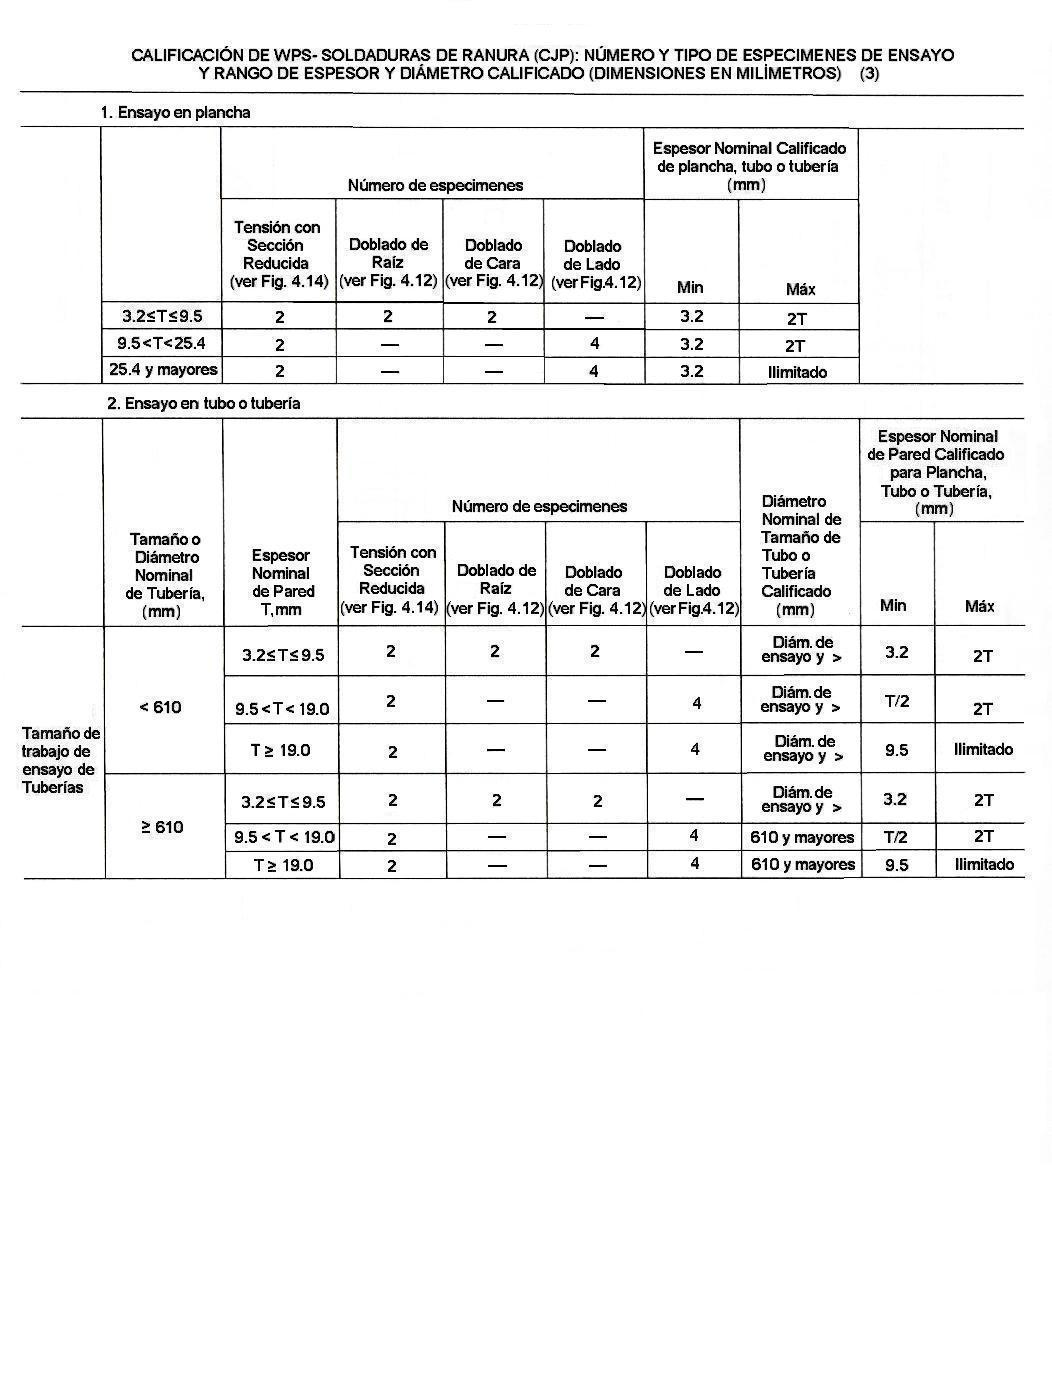 CALIFICACIÓN DE WPS- SOLDADURAS DE RANURA (CJP): NÚMERO Y TIPO DE ESPECIMENES DE ENSAYO
Y RANGO DE ESPESOR Y DIÁMETRO CALIFICADO (DIMENSIONES EN MILÍMETROS) (3)
1. Ensayo en plancha
Número de especimenes
Espesor Nominal Calificado
de plancha, tubo o tubería
(mm)
Tensión con
Sección
Reducida
(ver Fig. 4.14)
Doblado de
Raíz
(ver Fig. 4.12)
Doblado
de Cara
(ver Fig. 4.12)
Doblado
de Lado
(ver Fig.4.12)
Min
Máx
3.2≤T≤9.5 2 2 2 — 3.2 2T
9.5<T<25.4 2 — — 4 3.2 2T
25.4 y mayores 2 — — 4 3.2 Ilimitado
2. Ensayo en tubo o tubería
Tamaño o
Diámetro
Nominal
de Tubería,
(mm)
Espesor
Nominal
de Pared
T,mm
Número de especimenes
Tensión con
Sección
Reducida
(ver Fig. 4.14)
Doblado de
Raíz
(ver Fig. 4.12)
Doblado
de Cara
(ver Fig. 4.12)
Doblado
de Lado
(ver Fig.4.12)
Diámetro
Nominal de
Tamaño de
Tubo o
Tubería
Calificado
(mm)
Espesor Nominal
de Pared Calificado
para Plancha,
Tubo o Tubería,
(mm)
Min
Máx
Tamaño de
trabajo de
ensayo de
Tuberías
< 610
3.2≤T≤9.5 2 2 2 — Diám. de
ensayo y > 3.2 2T
9.5<T< 19.0 2 — — 4 Diám. de
ensayo y > T/2 2T
T ≥ 19.0 2 — — 4 Diám. de
ensayo y > 9.5 Ilimitado
≥ 610
3.2≤T≤9.5 2 2 2 — Diám. de
ensayo y > 3.2 2T
9.5 < T < 19.0 2 — — 4 610 y mayores T/2 2T
T ≥ 19.0 2 — — 4 610 y mayores 9.5 Ilimitado